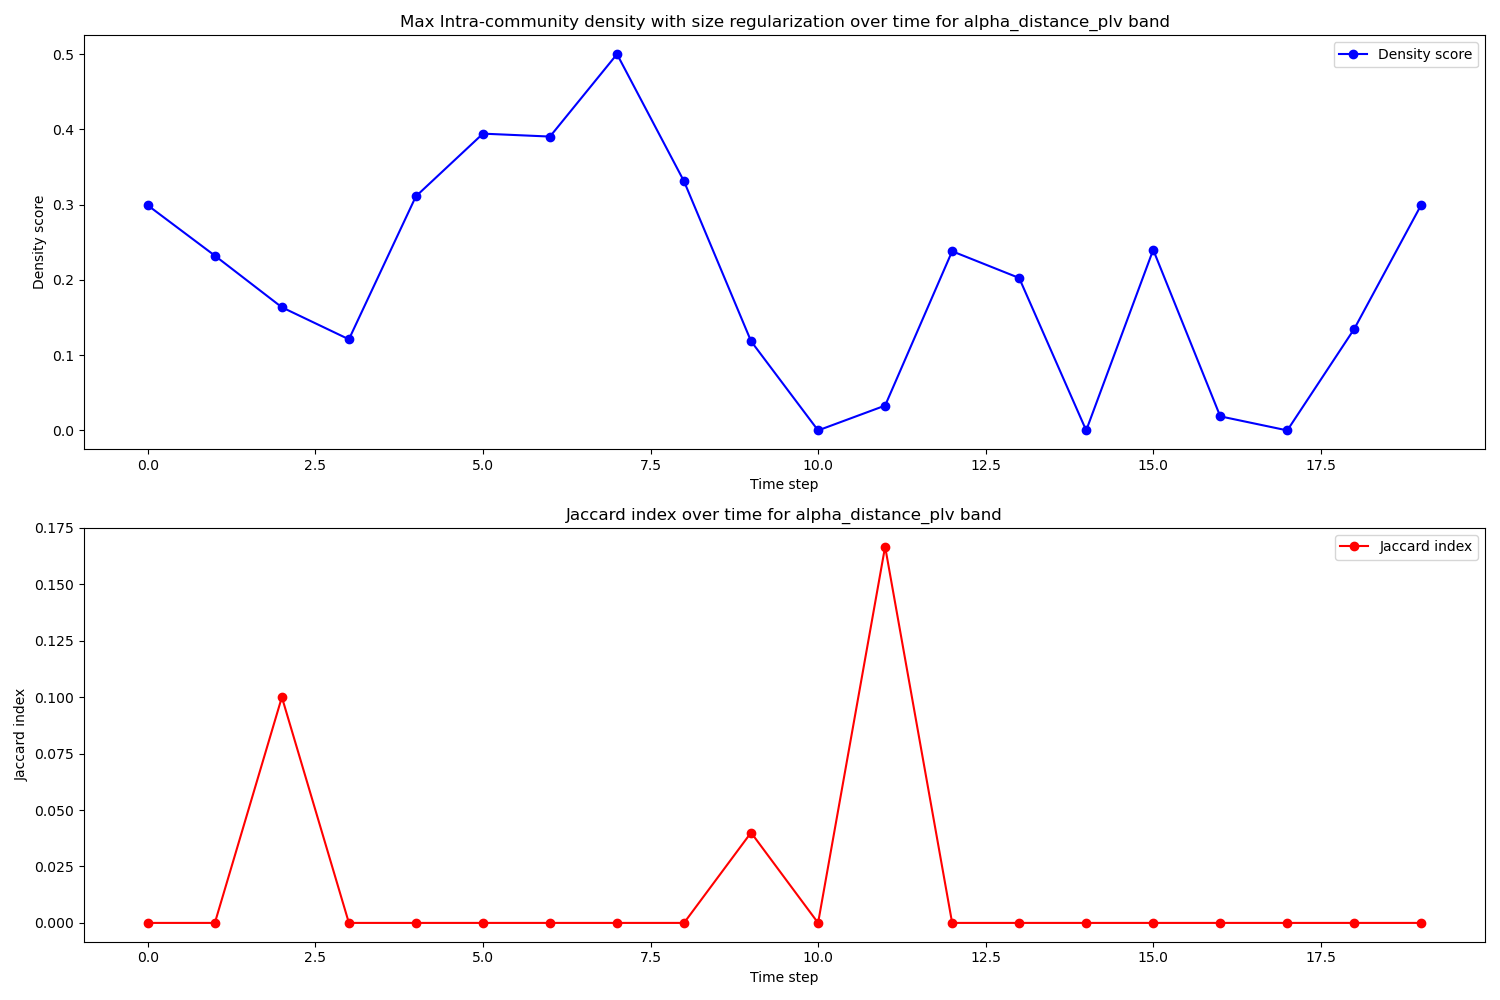 Max Intra-community density with size regularization over time for alpha_distance_plv band
Density score
0.5
0.4
0.3
0.2
0.1
0.0
Density score
0.0 2.5 5.0 7.5 10.0 12.5 15.0 17.5
Time step
Jaccard index over time for alpha_distance_plv band
Jaccard index
0.175
0.150
0.125
0.100
0.075
0.050
0.025
0.000
Jaccard index
0.0 2.5 5.0 7.5 10.0 12.5 15.0 17.5
Time step